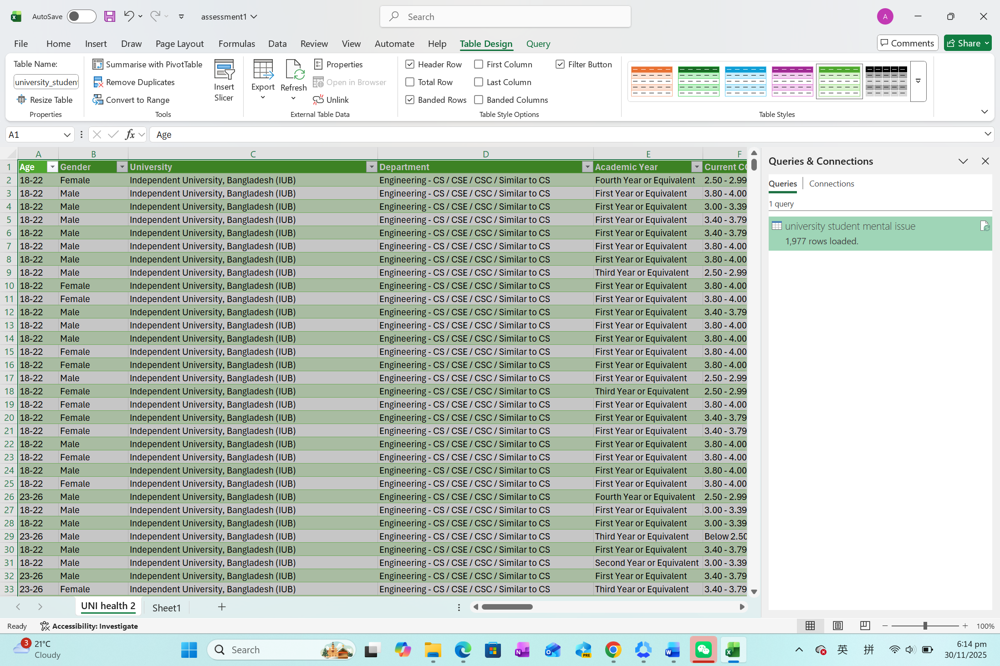 AutoSave
assessment1
Search
A
File Home Insert Draw Page Layout Formulas Data Review View Automate Help Table Design Query
Comments Share
Table Name:
university_student
Resize Table
Properties
Summarise with PivotTable
Remove Duplicates
Convert to Range
Tools
Insert
Slicer
Export
Refresh
Properties
Open in Browser
Unlink
External Table Data
Header Row
Total Row
Banded Rows
First Column
Last Column
Banded Columns
Filter Button
Table Style Options
Table Styles
A1 fx Age
A B C D E F
1 Age Gender University Department Academic Year Current
2 18-22 Female Independent University, Bangladesh (IUB) Engineering - CS / CSE / CSC / Similar to CS Fourth Year or Equivalent 2.50 - 2.99
3 18-22 Male Independent University, Bangladesh (IUB) Engineering - CS / CSE / CSC / Similar to CS First Year or Equivalent 3.80 - 4.00
4 18-22 Male Independent University, Bangladesh (IUB) Engineering - CS / CSE / CSC / Similar to CS First Year or Equivalent 3.00 - 3.39
5 18-22 Male Independent University, Bangladesh (IUB) Engineering - CS / CSE / CSC / Similar to CS First Year or Equivalent 3.40 - 3.79
6 18-22 Male Independent University, Bangladesh (IUB) Engineering - CS / CSE / CSC / Similar to CS First Year or Equivalent 3.40 - 3.79
7 18-22 Male Independent University, Bangladesh (IUB) Engineering - CS / CSE / CSC / Similar to CS First Year or Equivalent 3.80 - 4.00
8 18-22 Male Independent University, Bangladesh (IUB) Engineering - CS / CSE / CSC / Similar to CS First Year or Equivalent 3.80 - 4.00
9 18-22 Male Independent University, Bangladesh (IUB) Engineering - CS / CSE / CSC / Similar to CS Third Year or Equivalent 2.50 - 2.99
10 18-22 Female Independent University, Bangladesh (IUB) Engineering - CS / CSE / CSC / Similar to CS First Year or Equivalent 3.80 - 4.00
11 18-22 Female Independent University, Bangladesh (IUB) Engineering - CS / CSE / CSC / Similar to CS First Year or Equivalent 3.80 - 4.00
12 18-22 Male Independent University, Bangladesh (IUB) Engineering - CS / CSE / CSC / Similar to CS First Year or Equivalent 3.40 - 3.79
13 18-22 Male Independent University, Bangladesh (IUB) Engineering - CS / CSE / CSC / Similar to CS First Year or Equivalent 3.80 - 4.00
14 18-22 Male Independent University, Bangladesh (IUB) Engineering - CS / CSE / CSC / Similar to CS First Year or Equivalent 3.80 - 4.00
15 18-22 Female Independent University, Bangladesh (IUB) Engineering - CS / CSE / CSC / Similar to CS First Year or Equivalent 3.80 - 4.00
16 18-22 Female Independent University, Bangladesh (IUB) Engineering - CS / CSE / CSC / Similar to CS First Year or Equivalent 3.80 - 4.00
17 18-22 Male Independent University, Bangladesh (IUB) Engineering - CS / CSE / CSC / Similar to CS First Year or Equivalent 2.50 - 2.99
18 18-22 Female Independent University, Bangladesh (IUB) Engineering - CS / CSE / CSC / Similar to CS Third Year or Equivalent 2.50 - 2.99
19 18-22 Female Independent University, Bangladesh (IUB) Engineering - CS / CSE / CSC / Similar to CS First Year or Equivalent 3.80 - 4.00
20 18-22 Female Independent University, Bangladesh (IUB) Engineering - CS / CSE / CSC / Similar to CS First Year or Equivalent 3.40 - 3.79
21 18-22 Female Independent University, Bangladesh (IUB) Engineering - CS / CSE / CSC / Similar to CS First Year or Equivalent 3.40 - 3.79
22 18-22 Male Independent University, Bangladesh (IUB) Engineering - CS / CSE / CSC / Similar to CS First Year or Equivalent 3.80 - 4.00
23 18-22 Female Independent University, Bangladesh (IUB) Engineering - CS / CSE / CSC / Similar to CS First Year or Equivalent 3.80 - 4.00
24 18-22 Male Independent University, Bangladesh (IUB) Engineering - CS / CSE / CSC / Similar to CS First Year or Equivalent 3.80 - 4.00
25 18-22 Female Independent University, Bangladesh (IUB) Engineering - CS / CSE / CSC / Similar to CS First Year or Equivalent 3.80 - 4.00
26 23-26 Male Independent University, Bangladesh (IUB) Engineering - CS / CSE / CSC / Similar to CS Fourth Year or Equivalent 2.50 - 2.99
27 18-22 Male Independent University, Bangladesh (IUB) Engineering - CS / CSE / CSC / Similar to CS First Year or Equivalent 3.00 - 3.39
28 18-22 Male Independent University, Bangladesh (IUB) Engineering - CS / CSE / CSC / Similar to CS First Year or Equivalent 3.00 - 3.39
29 23-26 Male Independent University, Bangladesh (IUB) Engineering - CS / CSE / CSC / Similar to CS Third Year or Equivalent Below 2.50
30 18-22 Male Independent University, Bangladesh (IUB) Engineering - CS / CSE / CSC / Similar to CS First Year or Equivalent 3.40 - 3.79
31 18-22 Male Independent University, Bangladesh (IUB) Engineering - CS / CSE / CSC / Similar to CS Second Year or Equivalent 3.00 - 3.39
32 23-26 Male Independent University, Bangladesh (IUB) Engineering - CS / CSE / CSC / Similar to CS First Year or Equivalent 3.40 - 3.79
33 23-26 Female Independent University, Bangladesh (IUB) Engineering - CS / CSE / CSC / Similar to CS Third Year or Equivalent 3.40 - 3.79
Queries & Connections
Queries Connections
1 query
university student mental issue
1,977 rows loaded.
UNI health 2 Sheet1
Ready Accessibility: Investigate 100%
3
21°C
Cloudy
Search
PRE
英 拼
6:14 pm
30/11/2025